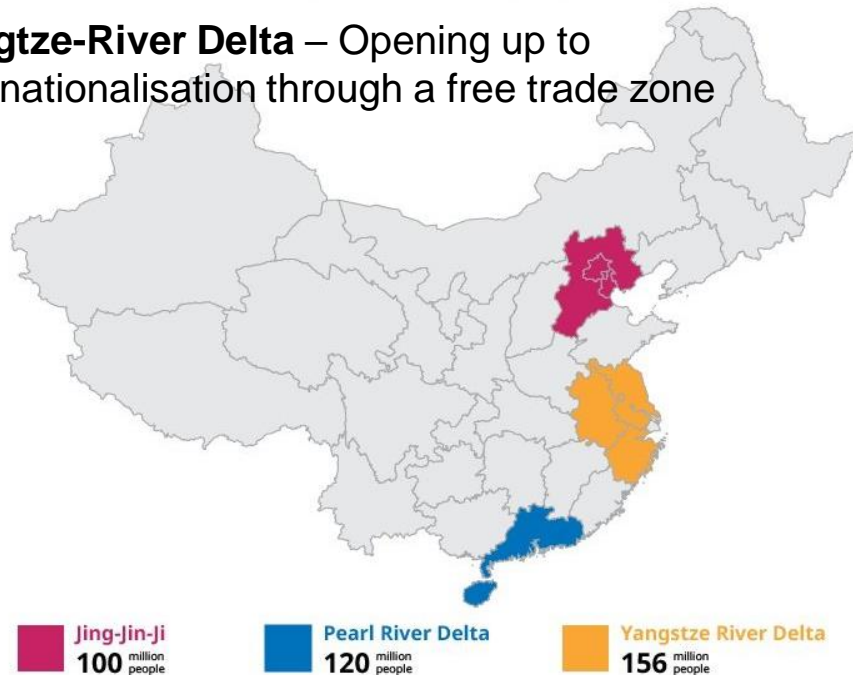 gtze-River Delta – Opening up to
nationalisation through a free trade zone
Jing-Jin-Ji
100 million people
Pearl River Delta
120 million people
Yangstze River Delta
156 million people